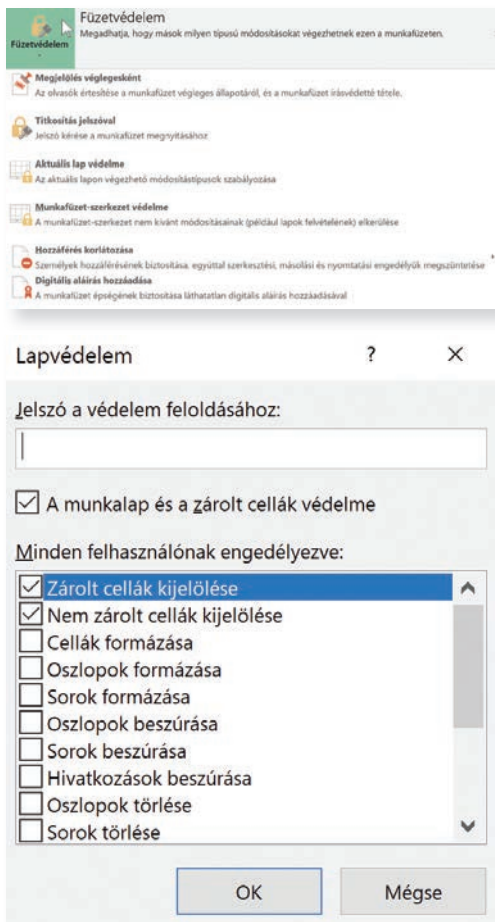 Füzetvédelem
Megadhatja, hogy mások milyen típusú módosításokat végezhetnek ezen a munkafüzeten.
Füzetvédelem
Megjelölés véglegesként
Az olvasók értesítése a munkafüzet végleges állapotáról, és a munkafüzet írásvédetté tétele.
Titkosítás jelszóval
Jelszó kérése a munkafüzet megnyitásához
Aktuális lap védelme
Az aktuális lapon végezhető módosítástípusok szabályozása
Munkafüzet-szerkezet védelme
A munkafüzet-szerkezet nem kívánt módosításainak (például lapok felvételének) elkerülése
Hozzáférés korlátozása
Személyek hozzáférésének biztosítása, egyúttal szerkesztési, másolási és nyomtatási engedélyük megszüntetése
Digitális aláírás hozzáadása
A munkafüzet épségének biztosítása láthatatlan digitális aláírás hozzáadásával
Lapvédelem ? ×
Jelszó a védelem feloldásához:
A munkalap és a zárolt cellák védelme
Minden felhasználónak engedélyezve:
Zárolt cellák kijelölése
Nem zárolt cellák kijelölése
Cellák formázása
Oszlopok formázása
Sorok formázása
Oszlopok beszúrása
Sorok beszúrása
Hivatkozások beszúrása
Oszlopok törlése
Sorok törlése
OK Mégse